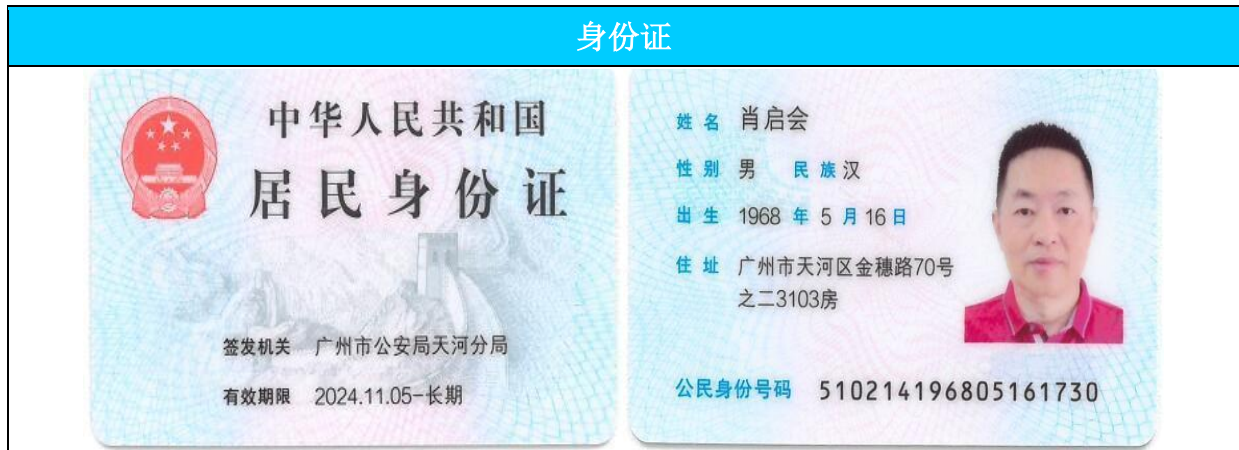 身份证
中华人民共和国
居民身份证
签发机关 广州市公安局天河分局
有效期限 2024.11.05-长期
姓名 肖启会
性别 男 民族 汉
出生 1968 年 5 月 16 日
住址 广州市天河区金穗路70号
之二3103房
公民身份号码 510214196805161730